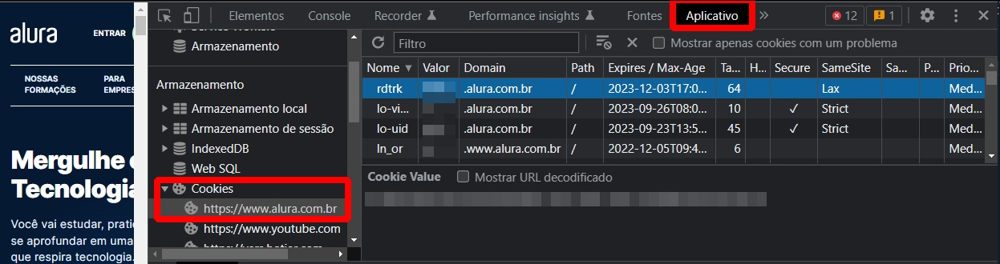 alura
ENTRAR
NOSSAS PARA
FORMAÇÕES EMPRES
Mergulhe
Tecnologia
Você vai estudar, pratic
se aprofundar em uma
que respira tecnologia.
Elementos Console Recorder Performance insights Fontes Aplicativo » 12 1
Armazenamento
Armazenamento
Armazenamento local
Armazenamento de sessão
IndexedDB
Web SQL
Cookies
https://www.alura.com.br
https://www.youtube.com
Filtro Mostrar apenas cookies com um problema
Nome Valor Domain Path Expires / Max-Age Ta... H... Secure SameSite Sa... P... Prio...
rdtrk .alura.com.br / 2023-12-03T17:0... 64 Lax Med...
lo-vi... .alura.com.br / 2023-09-26T08:0... 10 ✓ Strict Med...
lo-uid .alura.com.br / 2023-09-23T13:5... 45 ✓ Strict Med...
ln_or .www.alura.com.br / 2022-12-05T09:4... 6 Med...
Cookie Value Mostrar URL decodificado